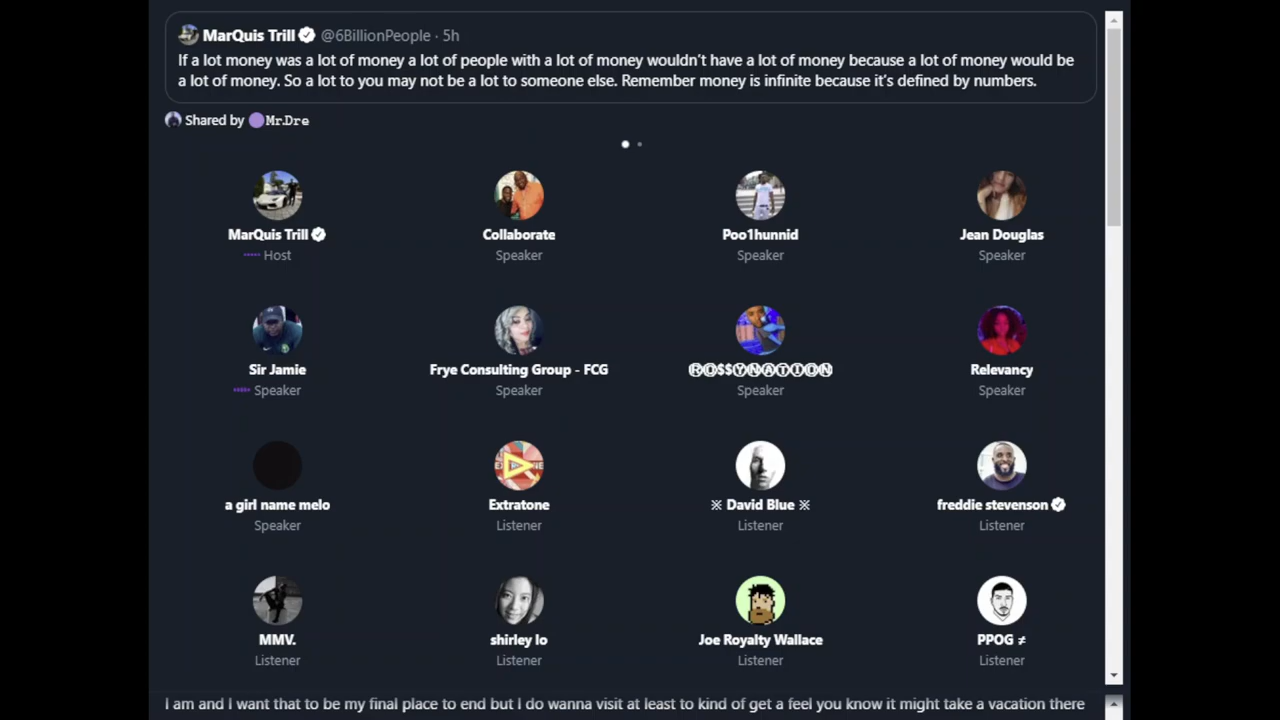 MarQuis Trill @6BillionPeople · 5h
If a lot money was a lot of money a lot of people with a lot of money wouldn't have a lot of money because a lot of money would be
a lot of money. So a lot to you may not be a lot to someone else. Remember money is infinite because it's defined by numbers.
Shared by Mr.Dre
MarQuis Trill Collaborate Poo1hunnid Jean Douglas
Host Speaker Speaker Speaker
Sir Jamie Frye Consulting Group - FCG ⓇⓄ$$ⓎⓃⒶⓉⒾⓄⓃ Relevancy
Speaker Speaker Speaker Speaker
a girl name melo Extratone ※ David Blue ※ freddie stevenson
Speaker Listener Listener Listener
MMV. shirley lo Joe Royalty Wallace PPOG ≠
Listener Listener Listener Listener
I am and I want that to be my final place to end but I do wanna visit at least to kind of get a feel you know it might take a vacation there